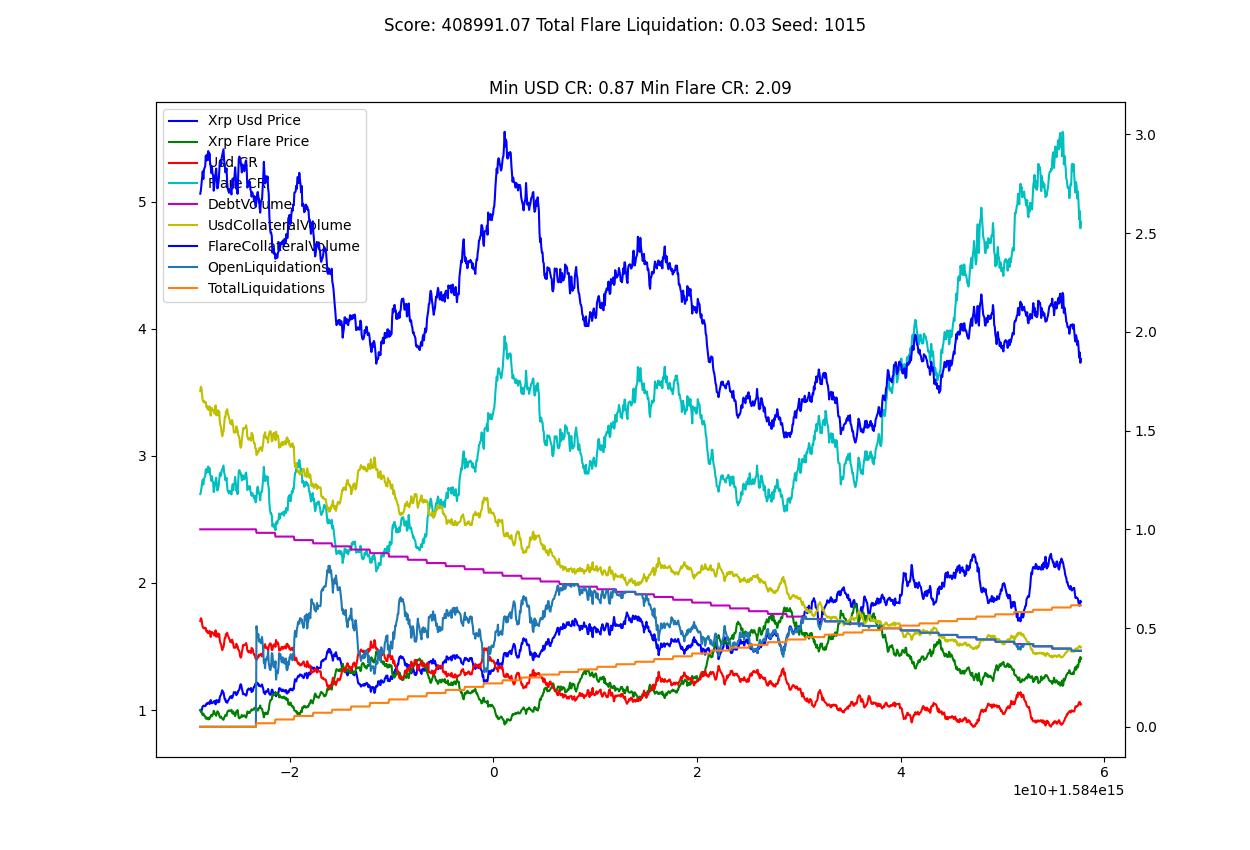 Score: 408991.07 Total Flare Liquidation: 0.03 Seed: 1015
Min USD CR: 0.87 Min Flare CR: 2.09
Xrp Usd Price
Xrp Flare Price
Usd CR
Flare CR
DebtVolume
UsdCollateralVolume
FlareCollateralVolume
OpenLiquidations
TotalLiquidations
5
4
3
2
1
3.0
2.5
2.0
1.5
1.0
0.5
0.0
−2 0 2 4 6
1e10+1.584e15